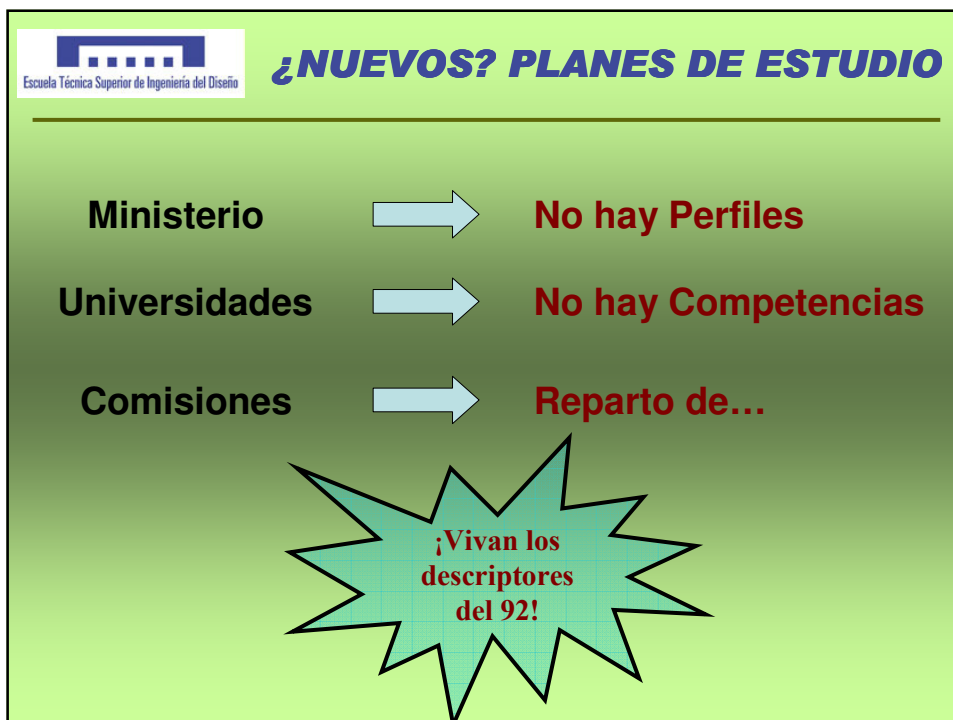 Escuela Técnica Superior de Ingeniería del Diseño
¿NUEVOS? PLANES DE ESTUDIO
Ministerio
No hay Perfiles
Universidades
No hay Competencias
Comisiones
Reparto de…
¡Vivan los
descriptores
del 92!